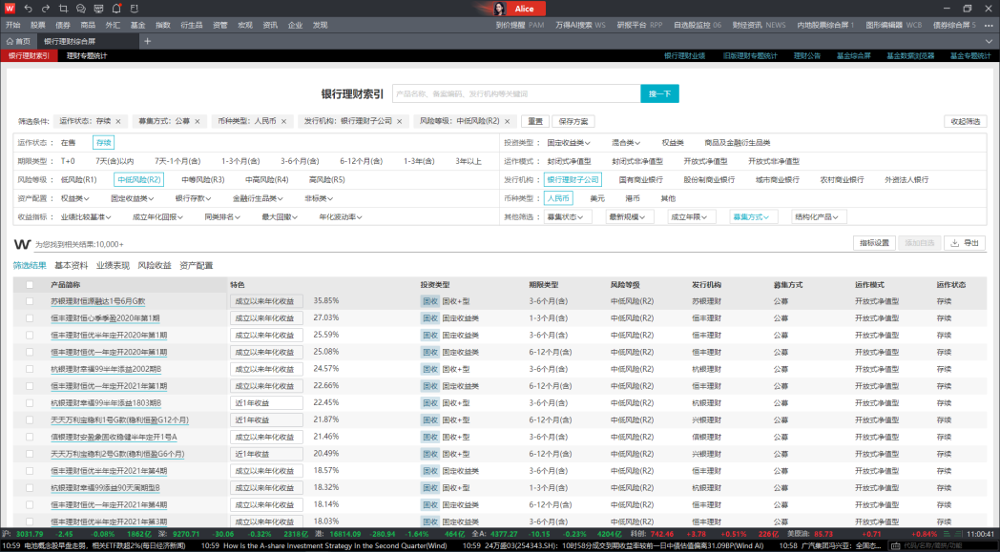 Alice
开始 股票 债券 商品 外汇 基金 指数 衍生品 资管 宏观 资讯 企业 发现 到价提醒 PAM 万得AI搜索 WS 研报平台 RPP 自选股监控 06 财经资讯 NEWS 内地股票综合屏 1 图形编辑器 WCB 债券综合屏 5
首页 银行理财综合屏
银行理财索引 理财专题统计 银行理财业绩 旧版理财专题统计 理财公告 基金综合屏 基金数据浏览器 基金专题统计
银行理财索引 产品名称、备案编码、发行机构等关键词 搜一下
筛选条件: 运作状态：存续 × 募集方式：公募 × 币种类型：人民币 × 发行机构：银行理财子公司 × 风险等级：中低风险(R2) × 重置 保存方案 收起筛选
运作状态： 在售 存续 投资类型： 固定收益类 混合类 权益类 商品及金融衍生品类
期限类型： T+0 7天(含)以内 7天-1个月(含) 1-3个月(含) 3-6个月(含) 6-12个月(含) 1-3年(含) 3年以上 运作模式： 封闭式净值型 封闭式非净值型 开放式净值型 开放式非净值型
风险等级： 低风险(R1) 中低风险(R2) 中等风险(R3) 中高风险(R4) 高风险(R5) 发行机构： 银行理财子公司 国有商业银行 股份制商业银行 城市商业银行 农村商业银行 外资法人银行
资产配置： 权益类 固定收益类 银行存款 金融衍生品类 非标类 币种类型： 人民币 美元 港币 其他
收益指标： 业绩比较基准 成立年化回报 同类排名 最大回撤 年化波动率 其他筛选： 募集状态 最新规模 成立年限 募集方式 结构化产品
W 为您找到相关结果:10,000+ 指标设置 添加自选 导出
筛选结果 基本资料 业绩表现 风险收益 资产配置
产品简称 特色 投资类型 期限类型 风险等级 发行机构 募集方式 运作模式 运作状态
苏银理财恒源融达1号6月G款 成立以来年化收益 35.85% 固收 固收+型 3-6个月(含) 中低风险(R2) 苏银理财 公募 开放式净值型 存续
恒丰理财恒心季季盈2020年第1期 成立以来年化收益 27.03% 固收 固定收益类 1-3个月(含) 中低风险(R2) 恒丰理财 公募 开放式净值型 存续
恒丰理财恒优半年定开2020年第1期 成立以来年化收益 25.59% 固收 固定收益类 3-6个月(含) 中低风险(R2) 恒丰理财 公募 开放式净值型 存续
恒丰理财恒优一年定开2020年第1期 成立以来年化收益 25.08% 固收 固定收益类 6-12个月(含) 中低风险(R2) 恒丰理财 公募 开放式净值型 存续
杭银理财幸福99半年添益2002期B 成立以来年化收益 24.57% 固收 固收+型 3-6个月(含) 中低风险(R2) 杭银理财 公募 开放式净值型 存续
恒丰理财恒优一年定开2021年第1期 成立以来年化收益 22.66% 固收 固定收益类 6-12个月(含) 中低风险(R2) 恒丰理财 公募 开放式净值型 存续
杭银理财幸福99半年添益1803期B 近1年收益 22.45% 固收 固收+型 3-6个月(含) 中低风险(R2) 杭银理财 公募 开放式净值型 存续
天天万利宝稳利1号G款(稳利恒盈G12个月) 近1年收益 21.87% 固收 固收+型 6-12个月(含) 中低风险(R2) 兴银理财 公募 开放式净值型 存续
信银理财安盈象固收稳健半年定开1号A 成立以来年化收益 21.46% 固收 固收+型 3-6个月(含) 中低风险(R2) 信银理财 公募 开放式净值型 存续
天天万利宝稳利2号G款(稳利恒盈G6个月) 近1年收益 20.49% 固收 固收+型 6-12个月(含) 中低风险(R2) 兴银理财 公募 开放式净值型 存续
恒丰理财恒优半年定开2021年第4期 成立以来年化收益 18.57% 固收 固定收益类 3-6个月(含) 中低风险(R2) 恒丰理财 公募 开放式净值型 存续
杭银理财幸福99添益90天周期型B 成立以来年化收益 18.32% 固收 固收+型 3-6个月(含) 中低风险(R2) 杭银理财 公募 开放式净值型 存续
恒丰理财恒优一年定开2021年第4期 成立以来年化收益 18.14% 固收 固定收益类 6-12个月(含) 中低风险(R2) 恒丰理财 公募 开放式净值型 存续
恒丰理财恒优半年定开2021年第3期 成立以来年化收益 18.03% 固收 固定收益类 3-6个月(含) 中低风险(R2) 恒丰理财 公募 开放式净值型 存续
沪: 3031.79 -2.45 -0.08% 1862亿 深: 9270.71 -30.06 -0.32% 2318亿 港: 16814.09 -280.94 -1.64% 464亿 全A: 4377.27 -10.15 -0.23% 4204亿 科创: 742.46 +3.78 +0.51% 226亿 美原油: 85.73 +0.71 +0.84% 11:00:41
10:59 电池概念股早盘走弱，相关ETF跌超2%(每日经济新闻) 10:59 How Is the A-share Investment Strategy In the Second Quarter(Wind) 10:59 24万盛03(254343.SH)：10时58分成交到期收益率较前一日中债估值偏离31.09BP(Wind AI) 10:58 广汽集团冯兴亚：全固态... 代码/名称/简拼/功能